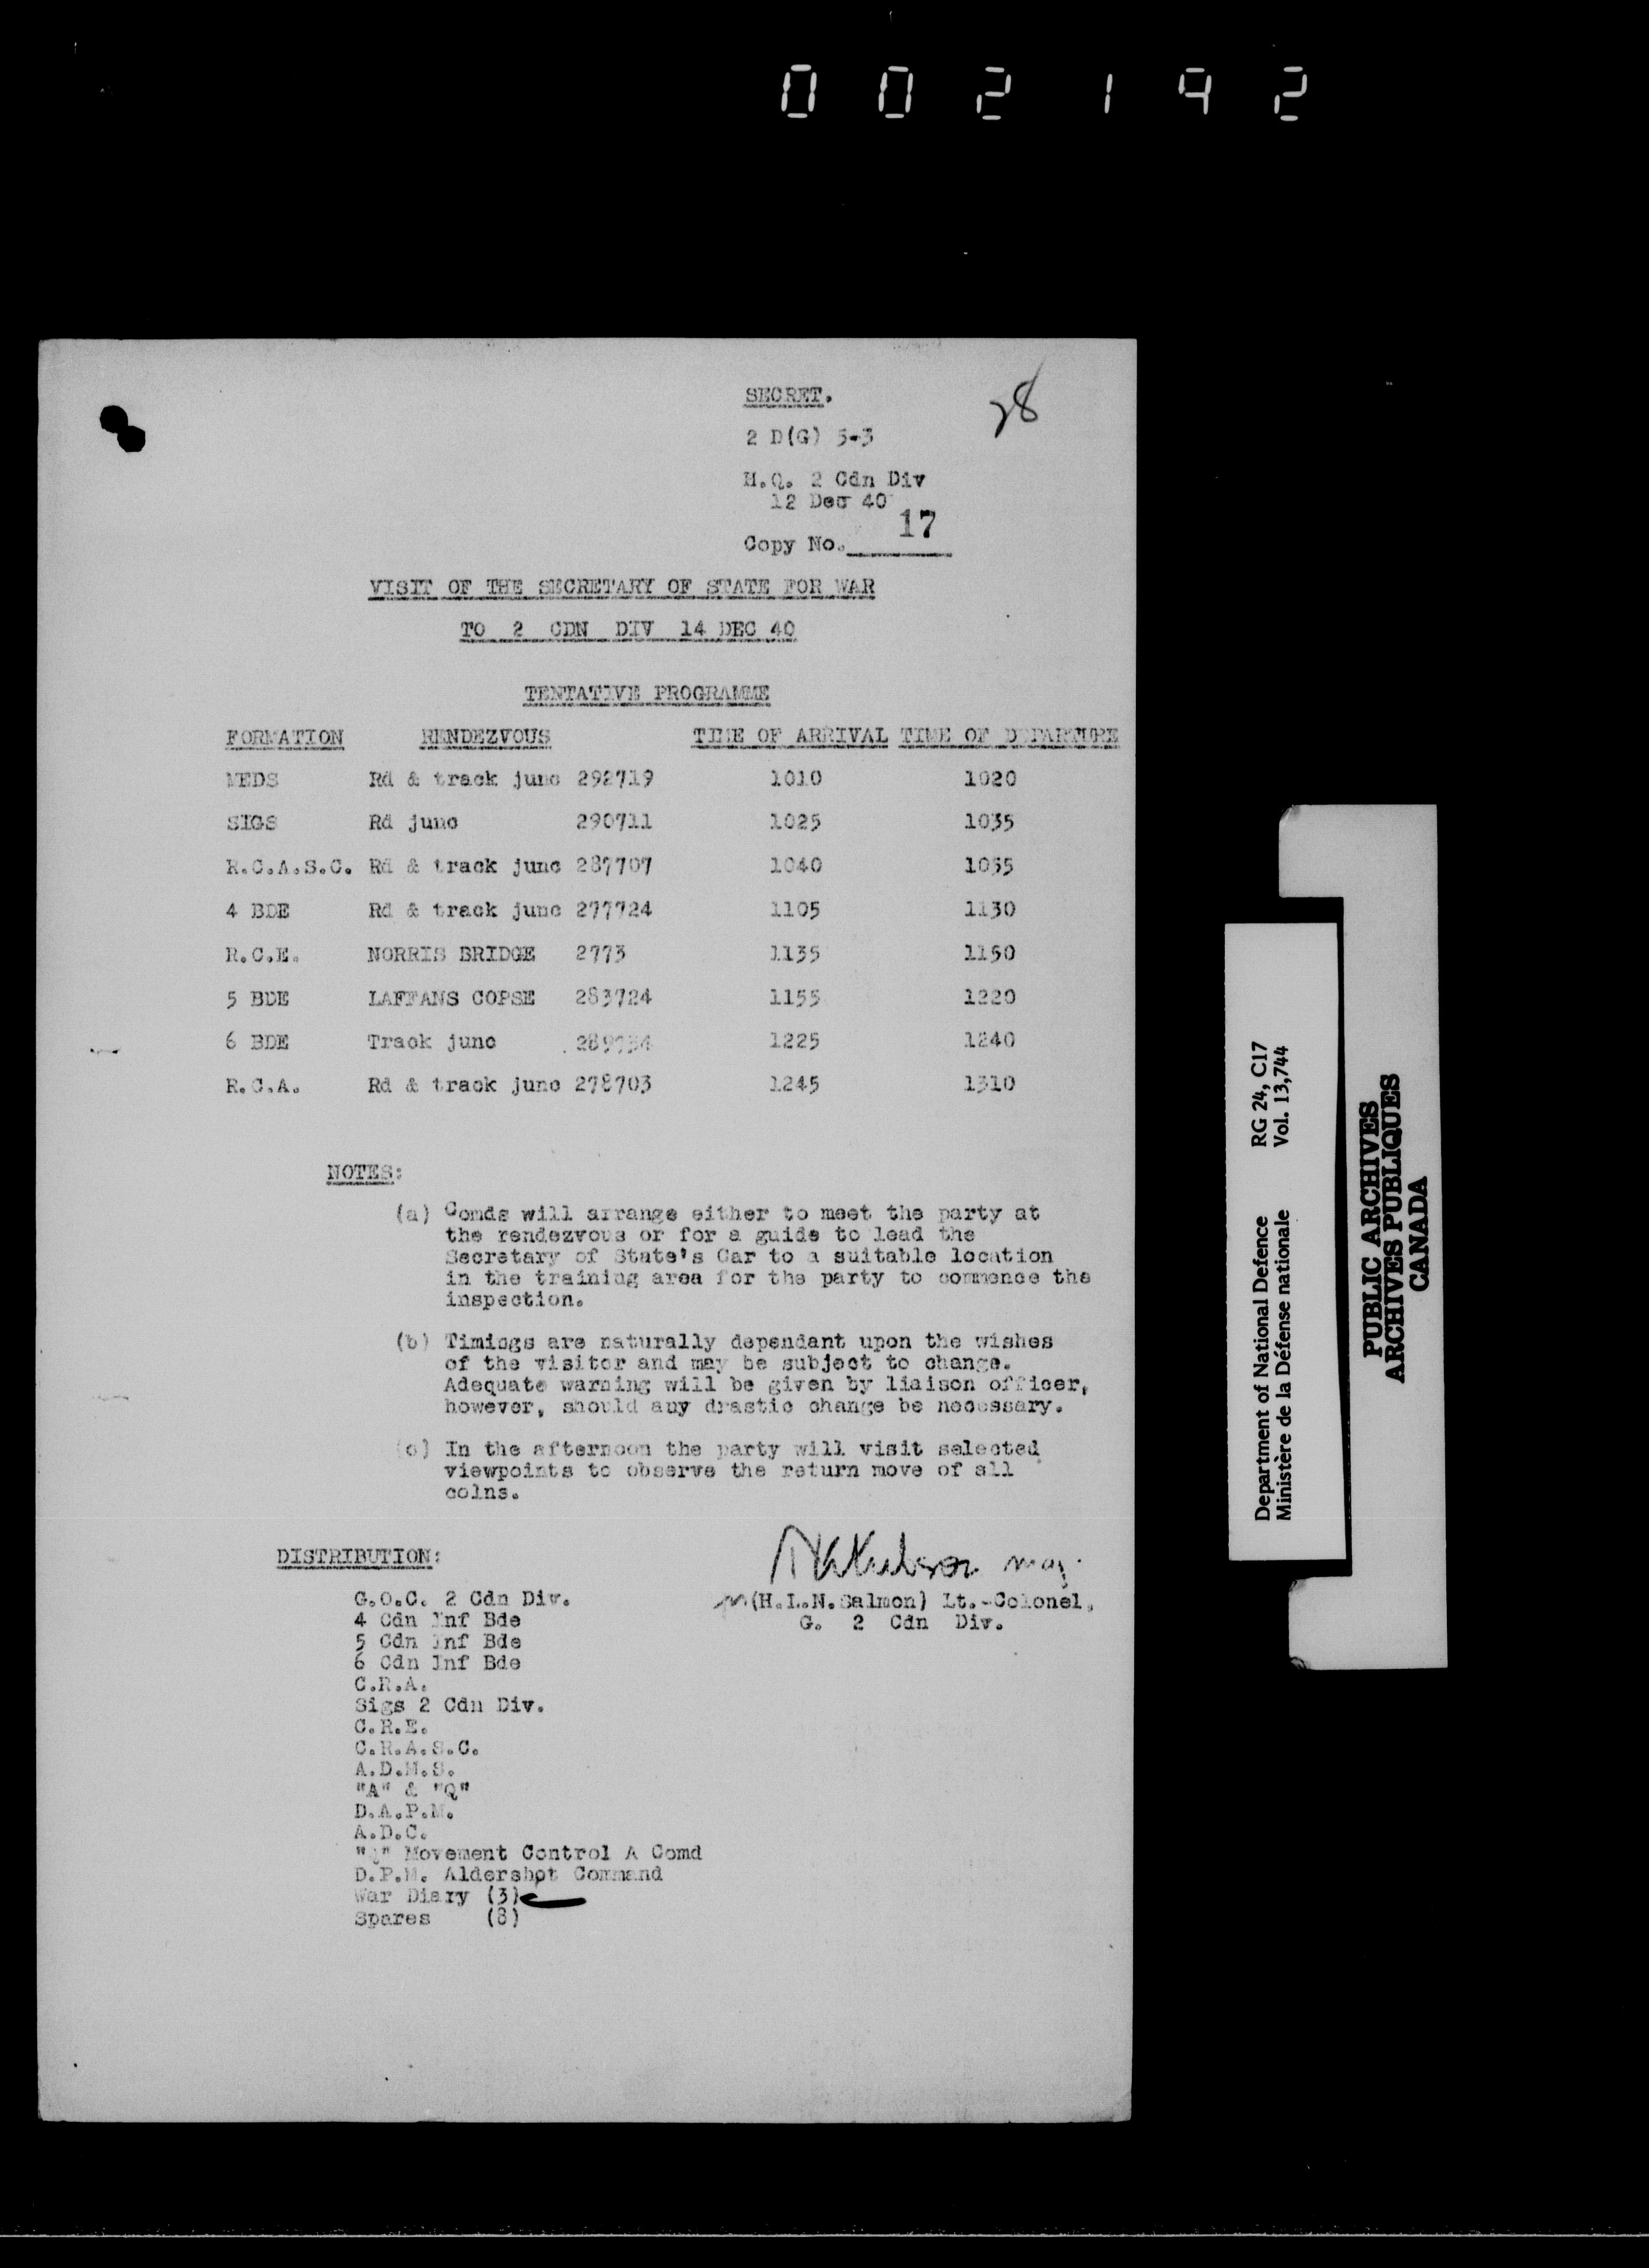 002192
SECRET.
28
2 D(G) 5-3
H.Q. 2 Cdn Div
12 Dec 40
17
Copy No.
VISIT OF THE SECRETARY OF STATE FOR WAR
TO 2 CDN DIV 14 DEC 40
TENTATIVE PROGRAMME
FORMATION RENDEZVOUS TIME OF ARRIVAL TIME OF DEPARTURE
MEDS Rd & track junc 292719 1010 1020
SIGS Rd junc 290711 1025 1035
R.C.A.S.C. Rd & track junc 287707 1040 1055
4 BDE Rd & track junc 277724 1105 1130
R.C.E. NORRIS BRIDGE 2773 1135 1150
5 BDE LAFFANS COPSE 283724 1155 1220
6 BDE Track junc 1225 1240
R.C.A. Rd & track junc 278703 1245 1310
NOTES:
(a) Comds will arrange either to meet the party at
the rendezvous or for a guide to lead the
Secretary of State's Car to a suitable location
in the training area for the party to commence the
inspection.
(b) Timings are naturally dependant upon the wishes
of the visitor and may be subject to change.
Adequate warning will be given by liaison officer,
however, should any drastic change be necessary.
(c) In the afternoon the party will visit selected
viewpoints to observe the return move of all
colns.
DISTRIBUTION:
Maj.
(H.L.N.Salmon) Lt.-Colonel,
G. 2 Cdn Div.
G.O.C. 2 Cdn Div.
4 Cdn Inf Bde
5 Cdn Inf Bde
6 Cdn Inf Bde
C.R.A.
Sigs 2 Cdn Div.
C.R.E.
C.R.A.S.C.
A.D.M.S.
"A" & "Q"
D.A.P.M.
A.D.C.
"Q" Movement Control A Comd
D.P.M. Aldershot Command
War Diary (3)
Spares (8)
Department of National Defence RG 24, C17
Ministère de la Défense nationale Vol. 13,744
PUBLIC ARCHIVES
ARCHIVES PUBLIQUES
CANADA